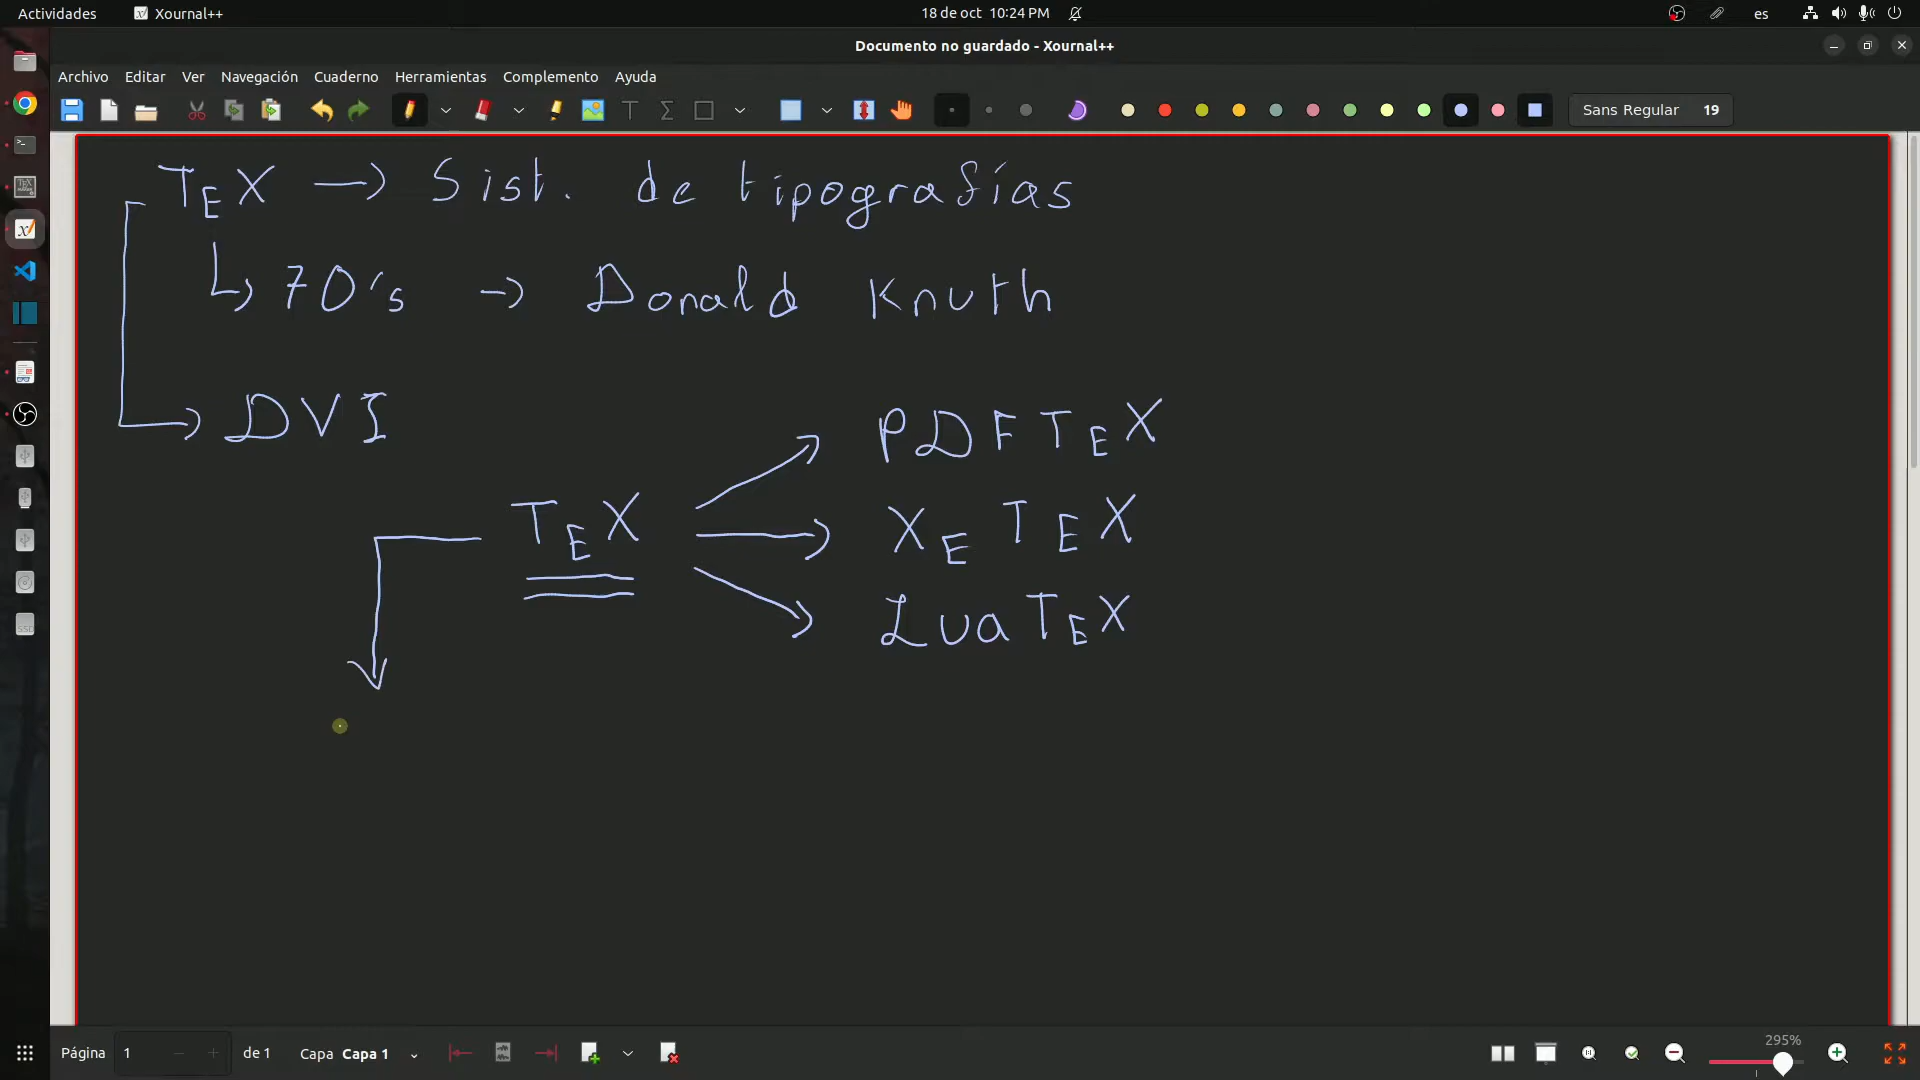 Actividades Xournal++ 18 de oct 10:24 PM es
Documento no guardado - Xournal++
Archivo Editar Ver Navegación Cuaderno Herramientas Complemento Ayuda
Sans Regular 19
TEX → Sist. de tipografías
↳ 70's → Donald Knuth
→ DVI
PDFTEX
TEX → XETEX
LuaTEX
Página 1 de 1 Capa Capa 1 295%